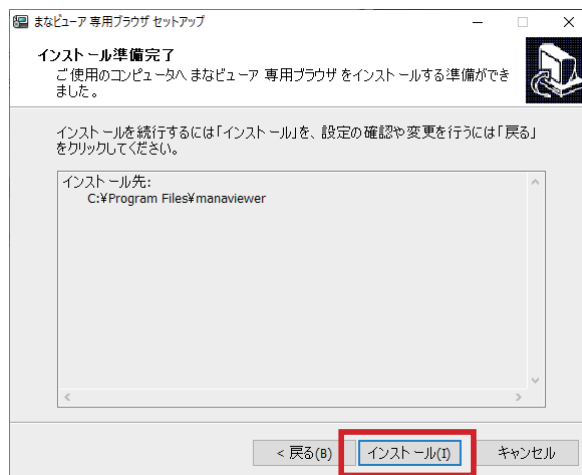 まなビューア 専用ブラウザ セットアップ
インストール準備完了
ご使用のコンピュータへ まなビューア 専用ブラウザ をインストールする準備ができ
ました。
インストールを続行するには「インストール」を、設定の確認や変更を行うには「戻る」
をクリックしてください。
インストール先:
C:¥Program Files¥manaviewer
< 戻る(B)
インストール(I)
キャンセル